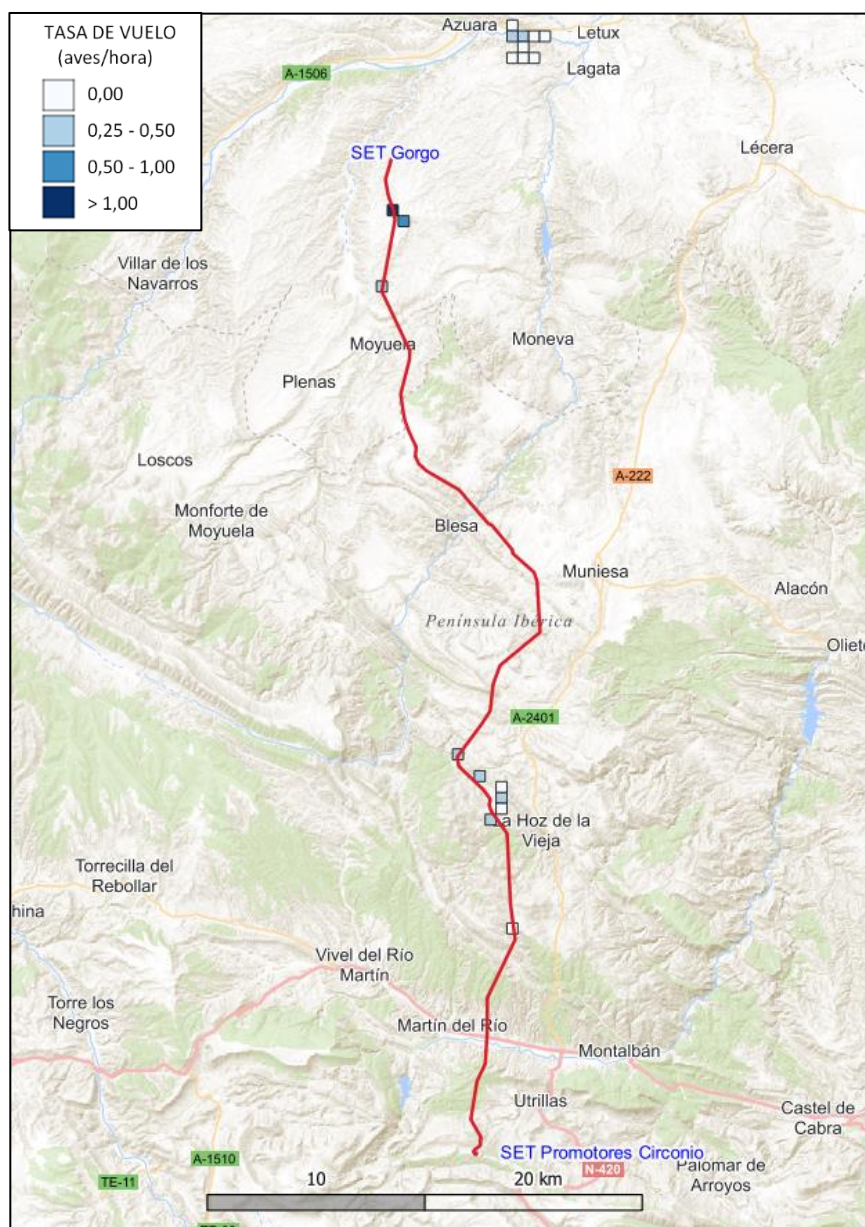 TASA DE VUELO
(aves/hora)
0,00
0,25 - 0,50
0,50 - 1,00
> 1,00
Azuara
Letux
Lagata
A-1506
Lécera
SET Gorgo
Villar de los
Navarros
Moyuela
Moneva
Plenas
Loscos
A-222
Monforte de
Moyuela
Blesa
Muniesa
Alacón
Península Ibérica
Oliete
A-2401
La Hoz de la
Vieja
Torrecilla del
Rebollar
hina
Vivel del Río
Martín
Torre los
Negros
Martín del Río
Montalbán
Utrillas
Castel de
Cabra
SET Promotores Circonio
A-1510
N-420
Palomar de
Arroyos
TE-11
10
20 km